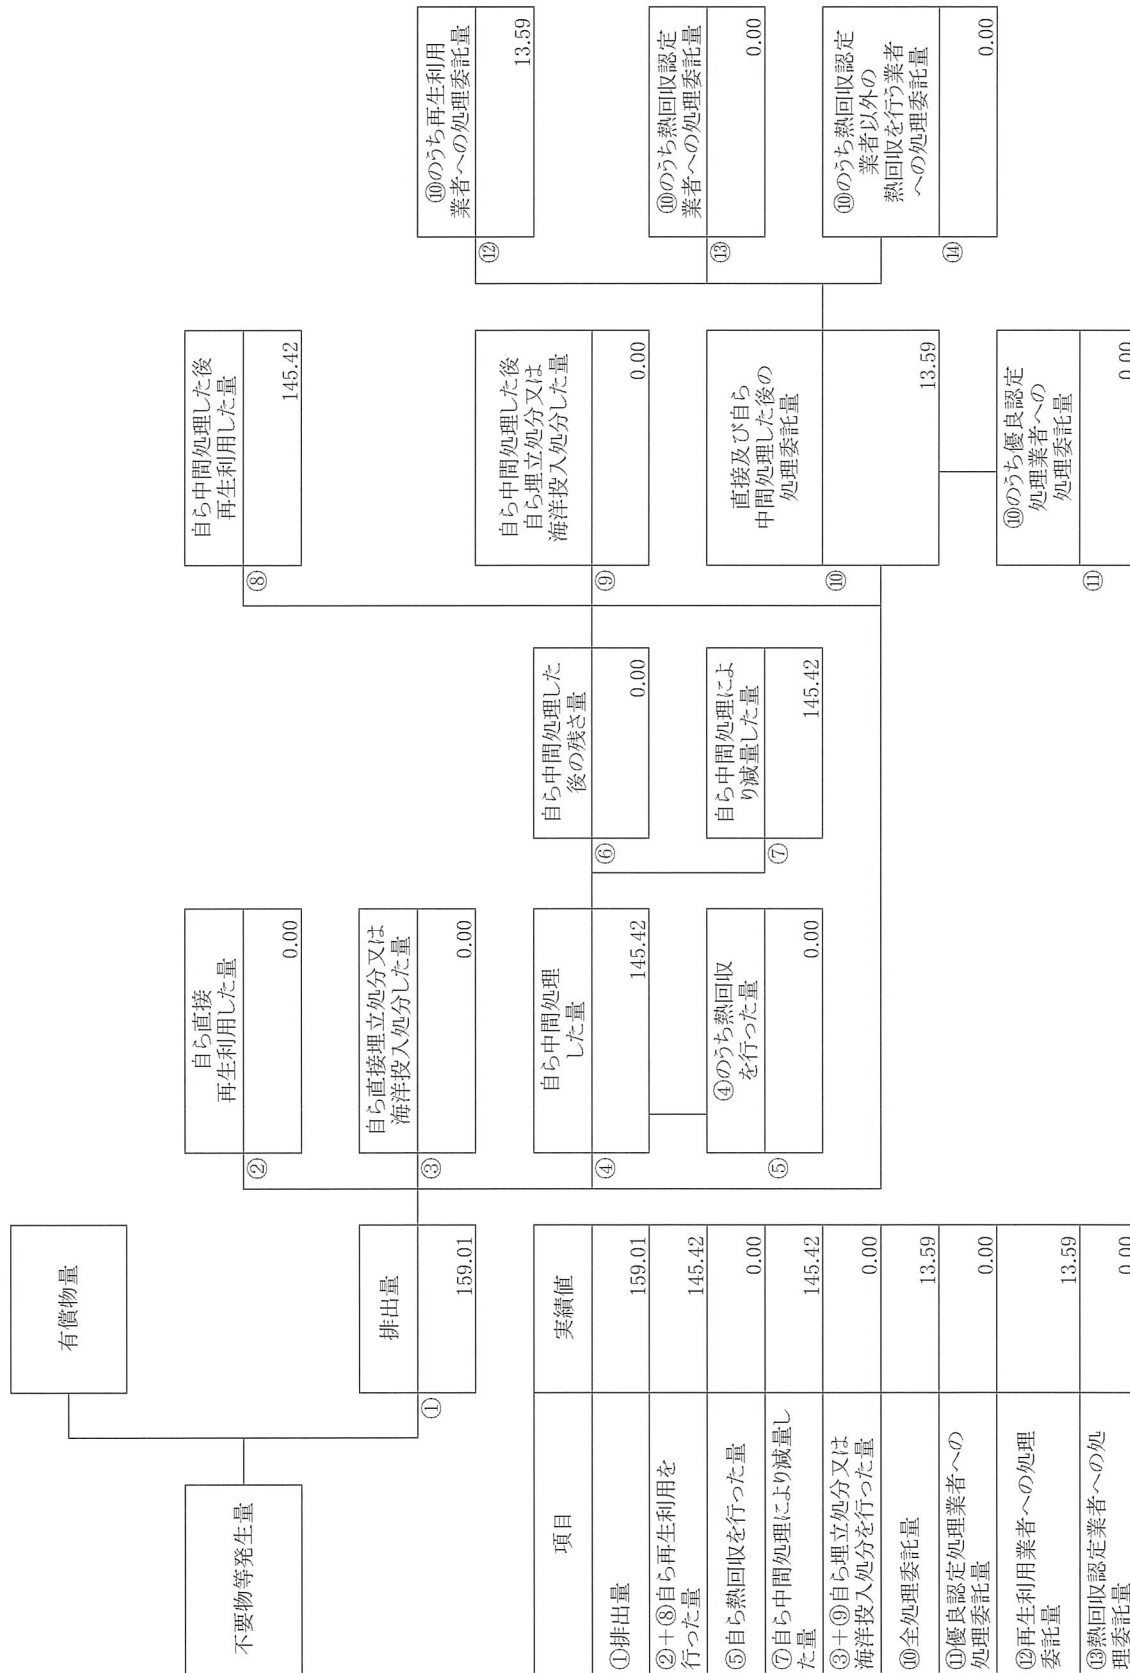 不要物等発生量
有償物量
排出量
①
159.01
自ら直接
再生利用した量
②
0.00
自ら直接埋立処分又は
海洋投入処分した量
③
0.00
自ら中間処理
した量
④
145.42
④のうち熱回収
を行った量
⑤
0.00
自ら中間処理した
後の残さ量
⑥
0.00
自ら中間処理によ
り減量した量
⑦
145.42
自ら中間処理した後
再生利用した量
⑧
145.42
自ら中間処理した後
自ら埋立処分又は
海洋投入処分した量
⑨
0.00
直接及び自ら
中間処理した後の
処理委託量
⑩
13.59
⑩のうち優良認定
処理業者への
処理委託量
⑪
0.00
⑩のうち再生利用
業者への処理委託量
⑫
13.59
⑩のうち熱回収認定
業者への処理委託量
⑬
0.00
⑩のうち熱回収認定
業者以外の
熱回収を行う業者
への処理委託量
⑭
0.00
項目 実績値
①排出量 159.01
②＋⑧自ら再生利用を
行った量 145.42
⑤自ら熱回収を行った量 0.00
⑦自ら中間処理により減量し
た量 145.42
③＋⑨自ら埋立処分又は
海洋投入処分を行った量 0.00
⑩全処理委託量 13.59
⑪優良認定処理業者への
処理委託量 0.00
⑫再生利用業者への処理
委託量 13.59
⑬熱回収認定業者への処
理委託量 0.00